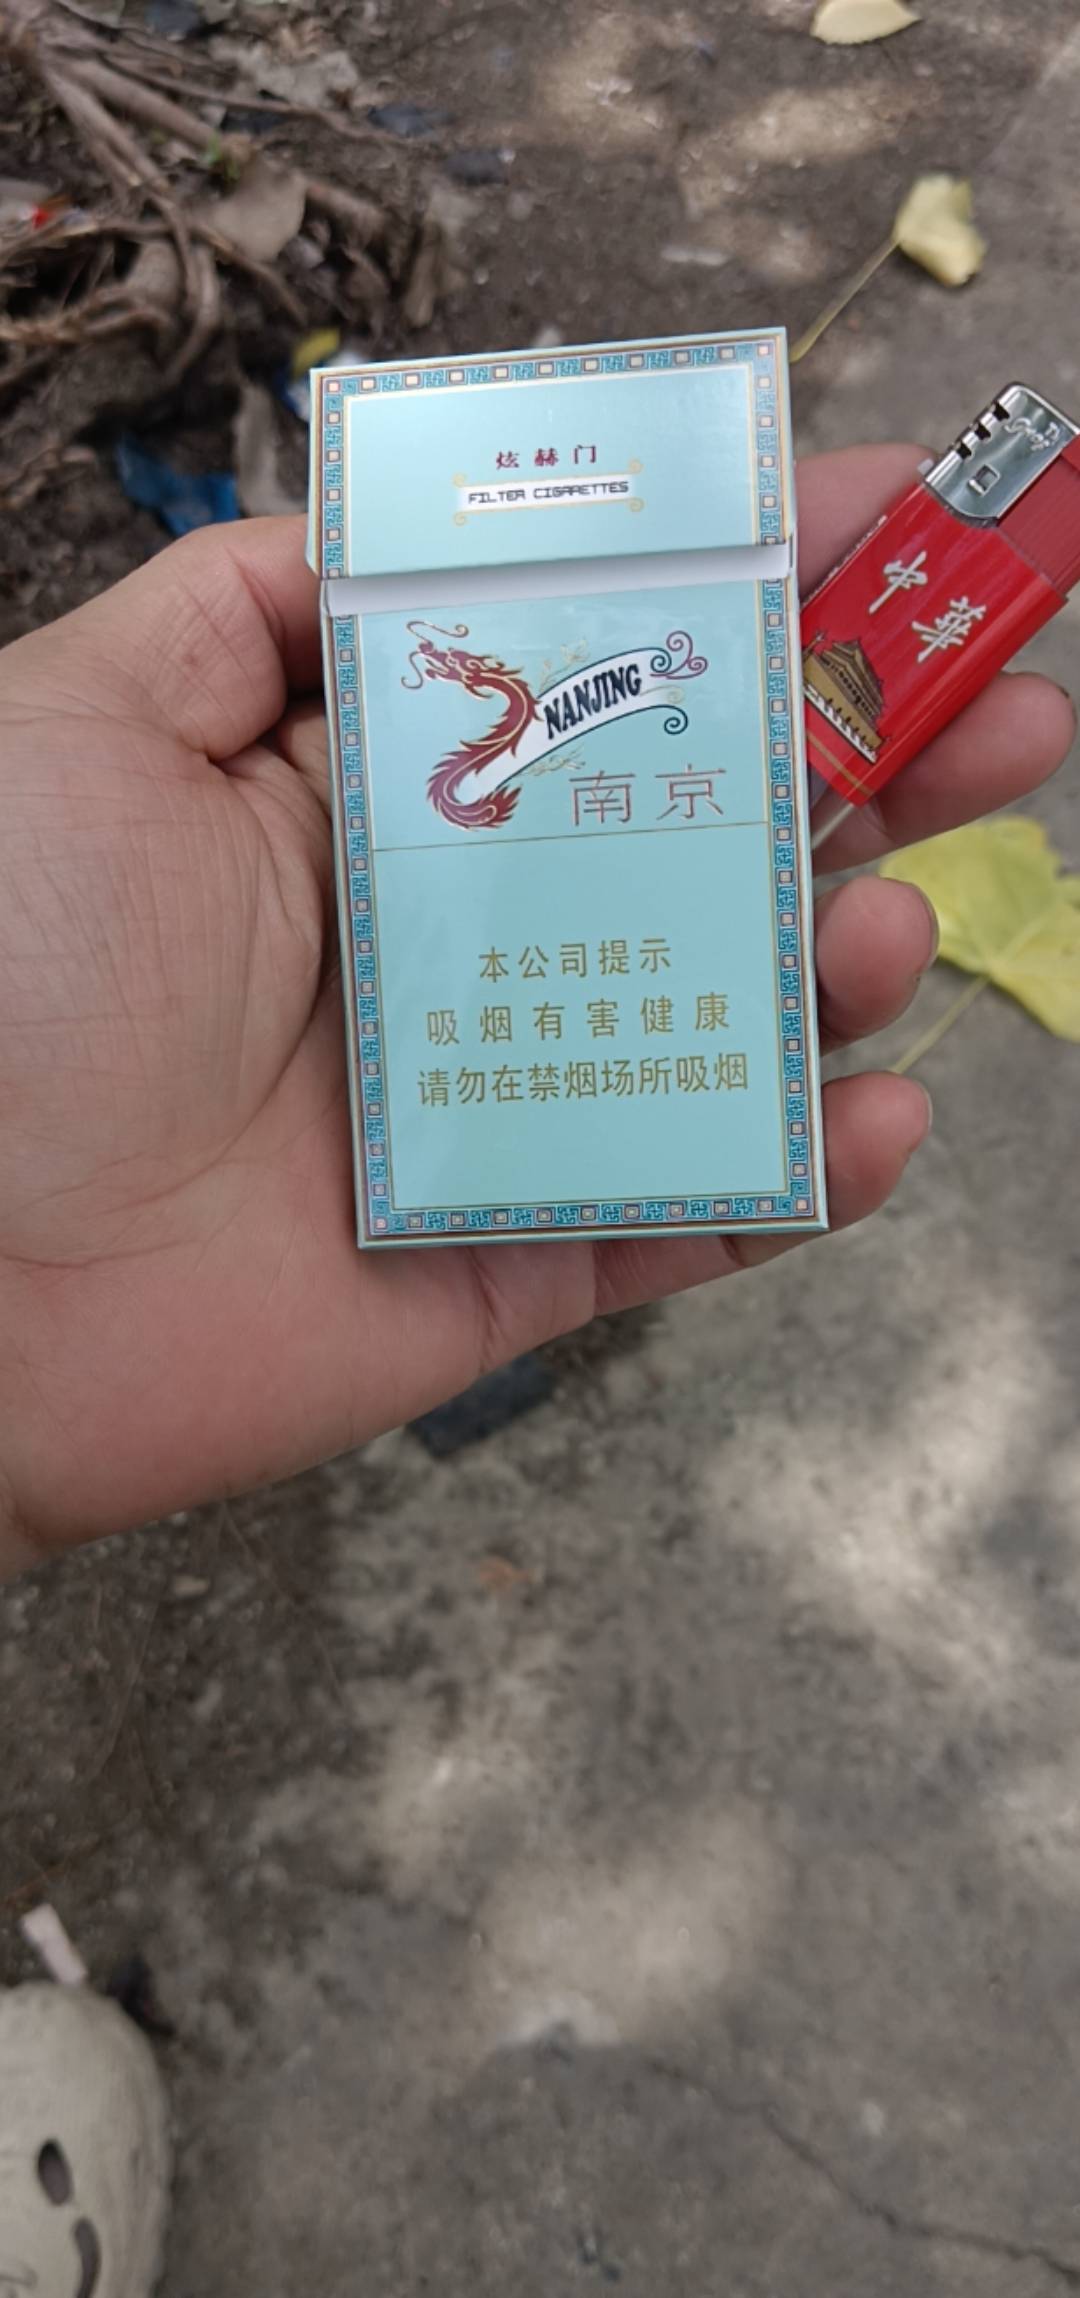 炫赫门
FILTER CIGARETTES
NANJING
南京
本公司提示
吸烟有害健康
请勿在禁烟场所吸烟
中華